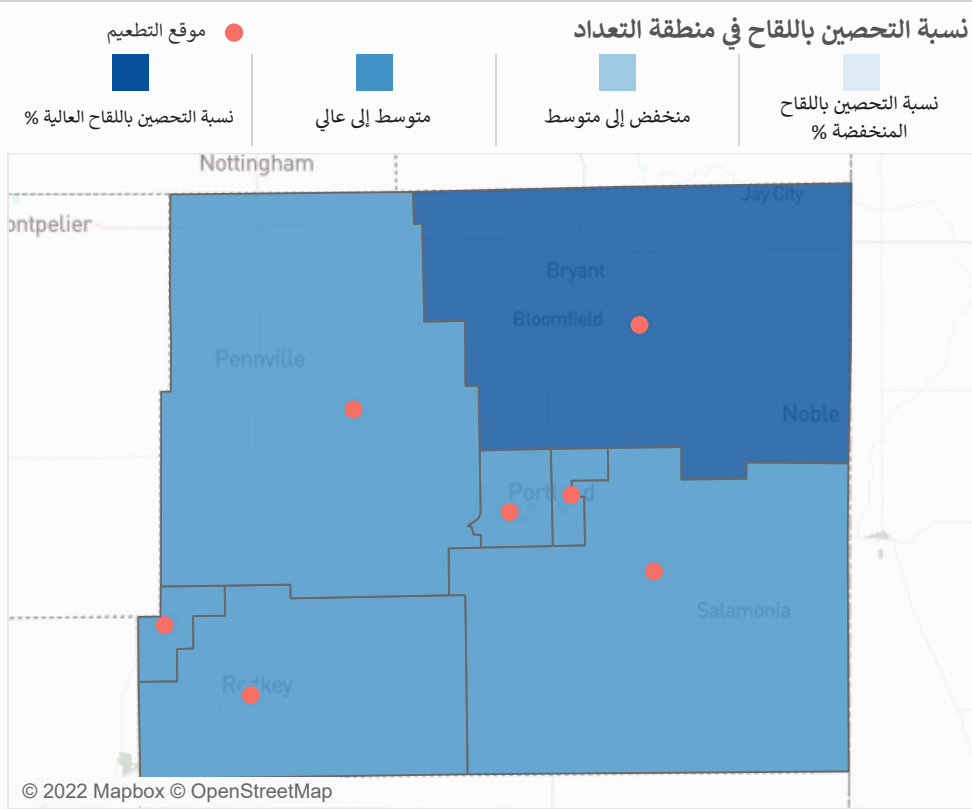 نسبة التحصين باللقاح في منطقة التعداد
موقع التطعيم
نسبة التحصين باللقاح
المنخفضة %
منخفض إلى متوسط
متوسط إلى عالي
نسبة التحصين باللقاح العالية %
Nottingham
Jay City
ontpelier
Bryant
Bloomfield
Pennville
Noble
Portland
Salamonia
Redkey
© 2022 Mapbox © OpenStreetMap